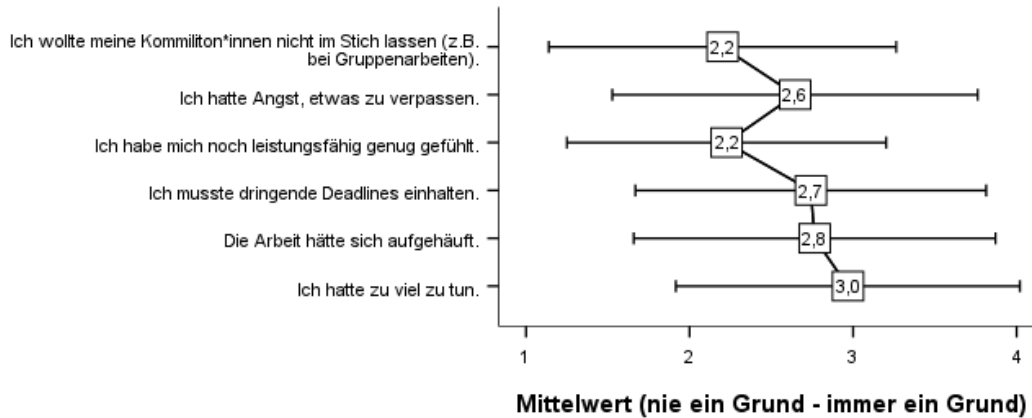 Ich wollte meine Kommiliton*innen nicht im Stich lassen (z.B.
bei Gruppenarbeiten).
2,2
Ich hatte Angst, etwas zu verpassen.
2,6
Ich habe mich noch leistungsfähig genug gefühlt.
2,2
Ich musste dringende Deadlines einhalten.
2,7
Die Arbeit hätte sich aufgehäuft.
2,8
Ich hatte zu viel zu tun.
3,0
1 2 3 4
Mittelwert (nie ein Grund - immer ein Grund)